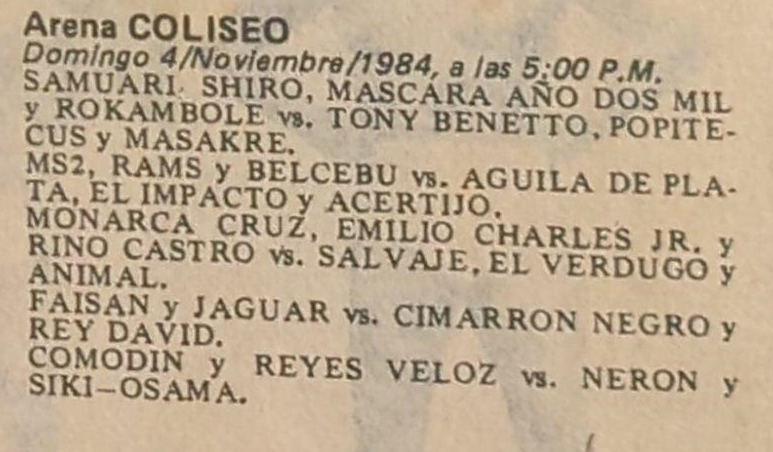 Arena COLISEO
Domingo 4/Noviembre/1984, a las 5:00 P.M.
SAMUARI SHIRO, MASCARA AÑO DOS MIL
y ROKAMBOLE vs. TONY BENETTO, POPITE-
CUS y MASAKRE.
MS2, RAMS y BELCEBU vs. AGUILA DE PLA-
TA, EL IMPACTO y ACERTIJO.
MONARCA CRUZ, EMILIO CHARLES JR. y
RINO CASTRO vs. SALVAJE, EL VERDUGO y
ANIMAL.
FAISAN y JAGUAR vs. CIMARRON NEGRO y
REY DAVID.
COMODIN y REYES VELOZ vs. NERON y
SIKI–OSAMA.